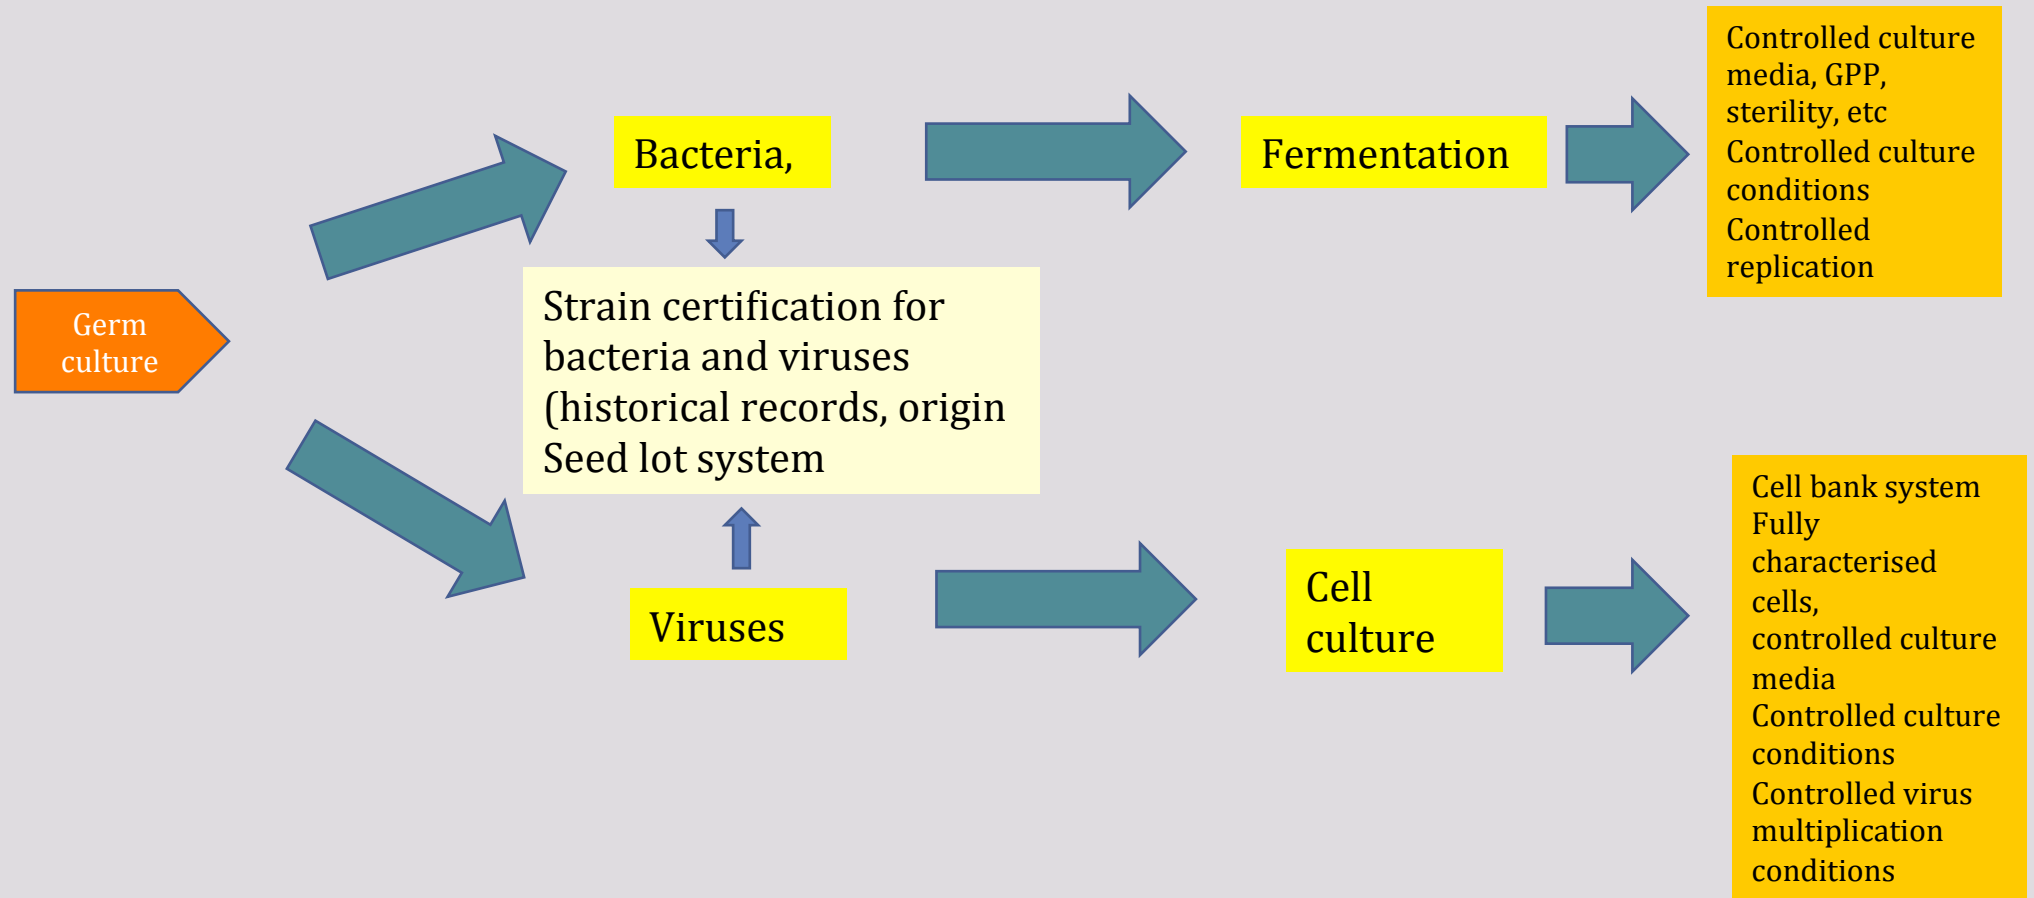 Germ
culture
Bacteria,
Strain certification for
bacteria and viruses
(historical records, origin
Seed lot system
Viruses
Fermentation
Controlled culture
media, GPP,
sterility, etc
Controlled culture
conditions
Controlled
replication
Cell
culture
Cell bank system
Fully
characterised
cells,
controlled culture
media
Controlled culture
conditions
Controlled virus
multiplication
conditions